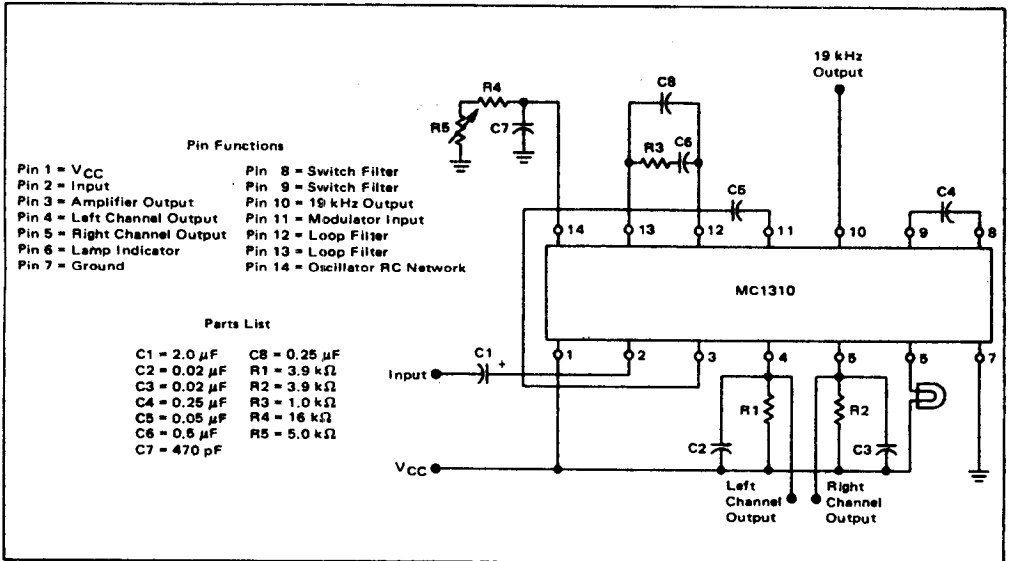 19 kHz
Output
C8
R4
R5
C7
R3
C6
C5
C4
14
13
12
11
10
9
8
MC1310
Pin Functions
Pin 1 = VCC
Pin 2 = Input
Pin 3 = Amplifier Output
Pin 4 = Left Channel Output
Pin 5 = Right Channel Output
Pin 6 = Lamp Indicator
Pin 7 = Ground
Pin 8 = Switch Filter
Pin 9 = Switch Filter
Pin 10 = 19 kHz Output
Pin 11 = Modulator Input
Pin 12 = Loop Filter
Pin 13 = Loop Filter
Pin 14 = Oscillator RC Network
Parts List
C1 = 2.0 µF
C2 = 0.02 µF
C3 = 0.02 µF
C4 = 0.25 µF
C5 = 0.05 µF
C6 = 0.5 µF
C7 = 470 pF
C8 = 0.25 µF
R1 = 3.9 kΩ
R2 = 3.9 kΩ
R3 = 1.0 kΩ
R4 = 16 kΩ
R5 = 5.0 kΩ
1
2
3
4
5
6
7
C1
+
Input
R1
R2
C2
C3
VCC
Left
Channel
Output
Right
Channel
Output